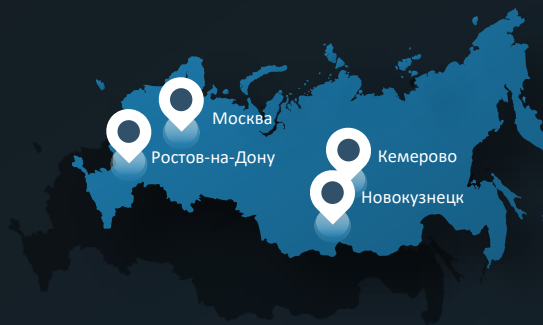 Москва
Ростов-на-Дону
Кемерово
Новокузнецк